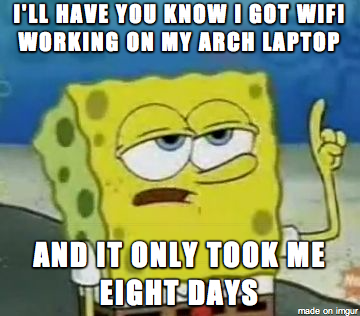 I'LL HAVE YOU KNOW I GOT WIFI
WORKING ON MY ARCH LAPTOP
AND IT ONLY TOOK ME
EIGHT DAYS
made on imgur